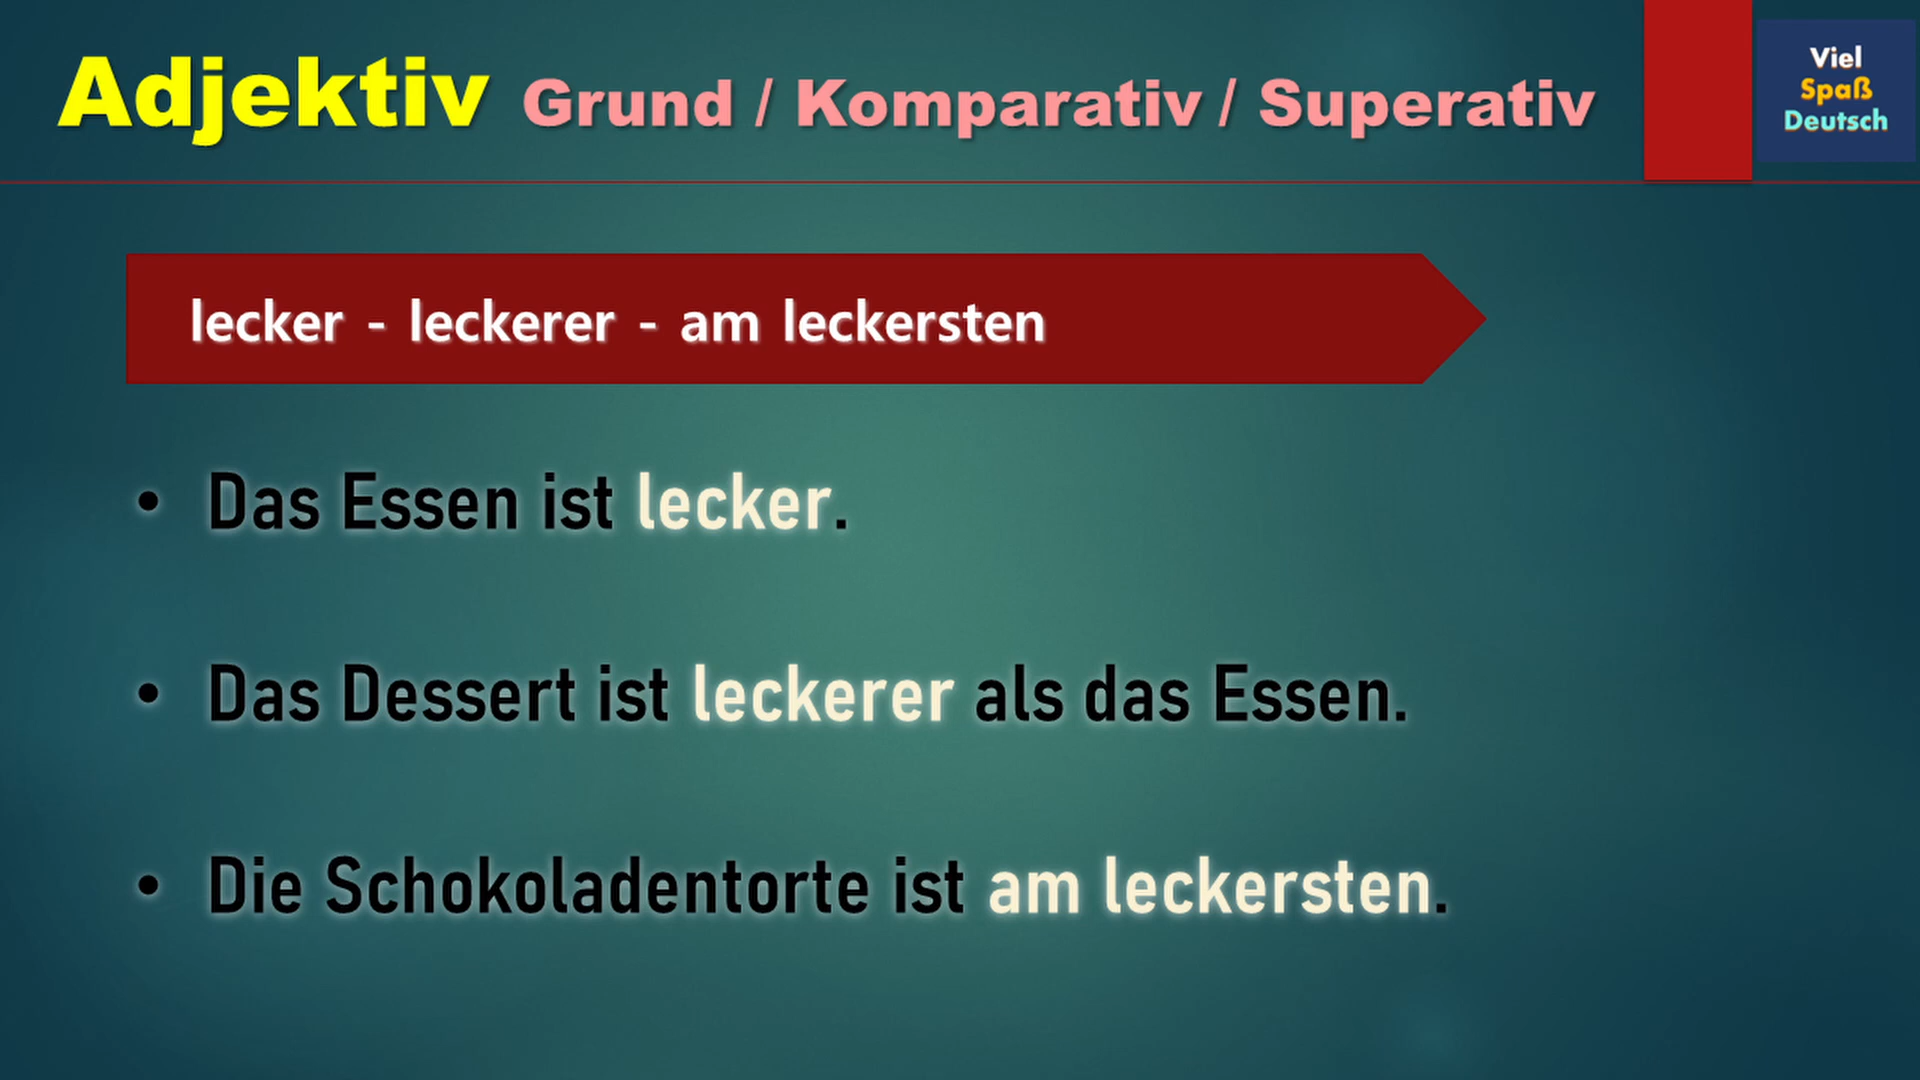 Adjektiv Grund / Komparativ / Superativ
Viel
Spaß
Deutsch
lecker - leckerer - am leckersten
• Das Essen ist lecker.
• Das Dessert ist leckerer als das Essen.
• Die Schokoladentorte ist am leckersten.